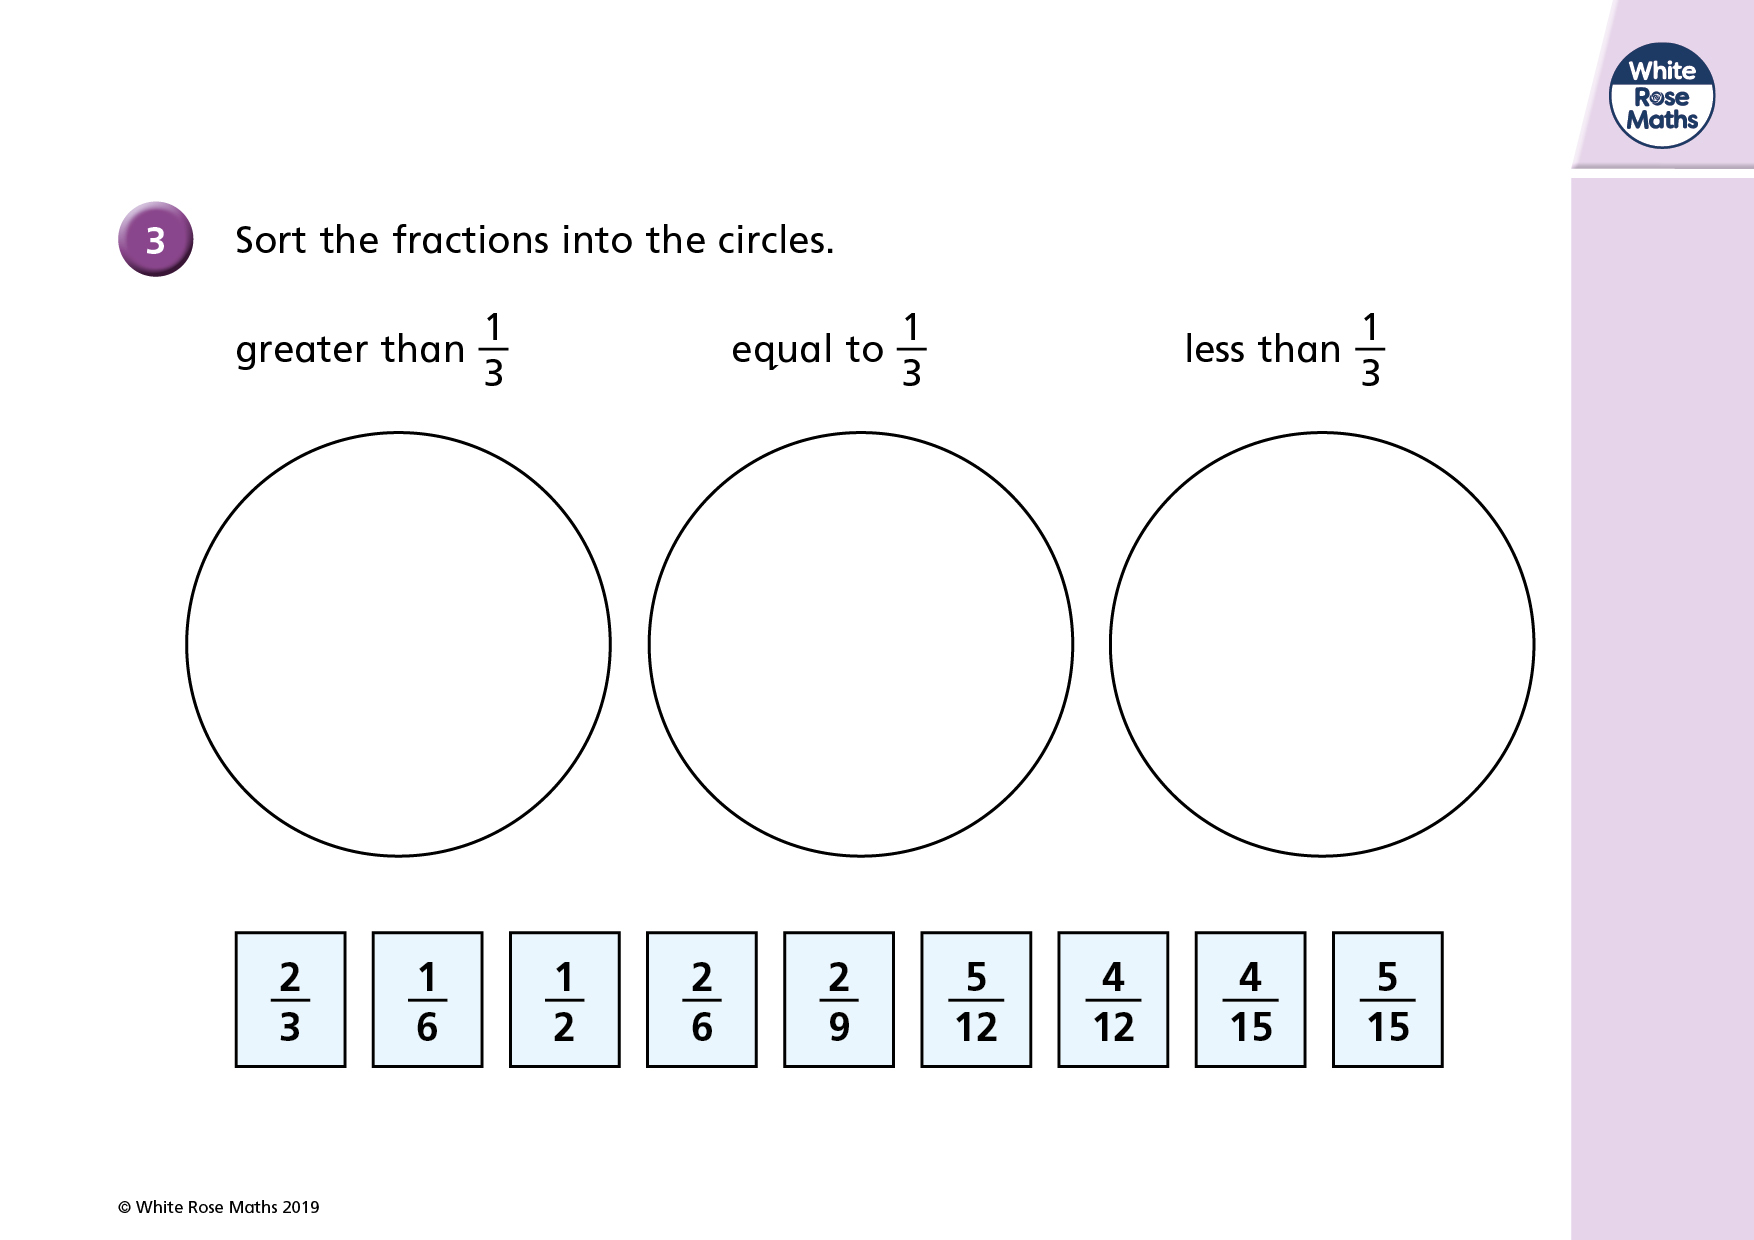 White
Rose
Maths
3 Sort the fractions into the circles.
greater than 1/3 equal to 1/3 less than 1/3
2/3 1/6 1/2 2/6 2/9 5/12 4/12 4/15 5/15
© White Rose Maths 2019